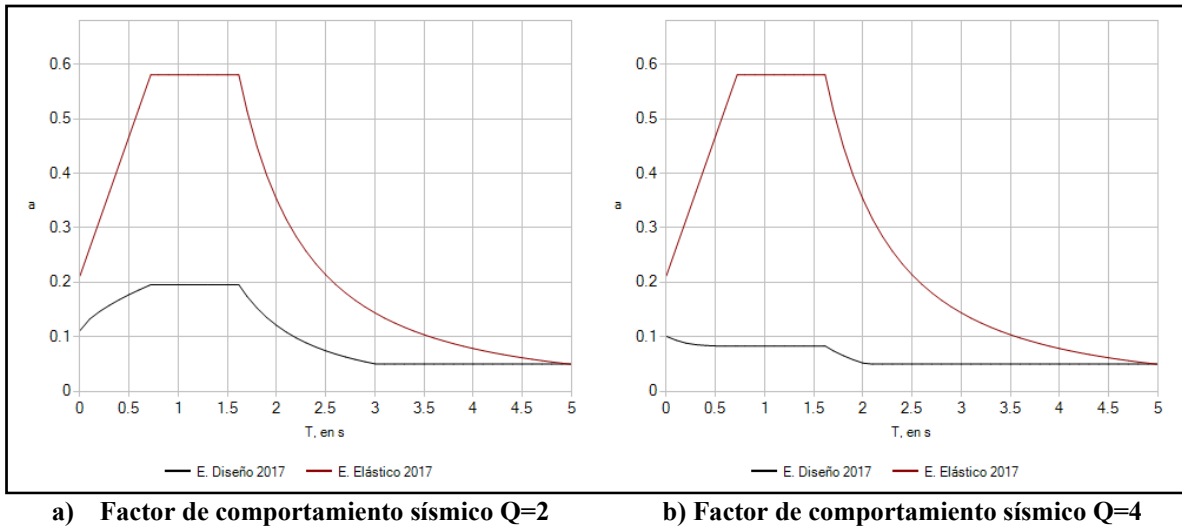 0.6
0.5
0.4
a
0.3
0.2
0.1
0
0 0.5 1 1.5 2 2.5 3 3.5 4 4.5 5
T, en s
E. Diseño 2017 E. Elástico 2017
0.6
0.5
0.4
a
0.3
0.2
0.1
0
0 0.5 1 1.5 2 2.5 3 3.5 4 4.5 5
T, en s
E. Diseño 2017 E. Elástico 2017
a) Factor de comportamiento sísmico Q=2
b) Factor de comportamiento sísmico Q=4